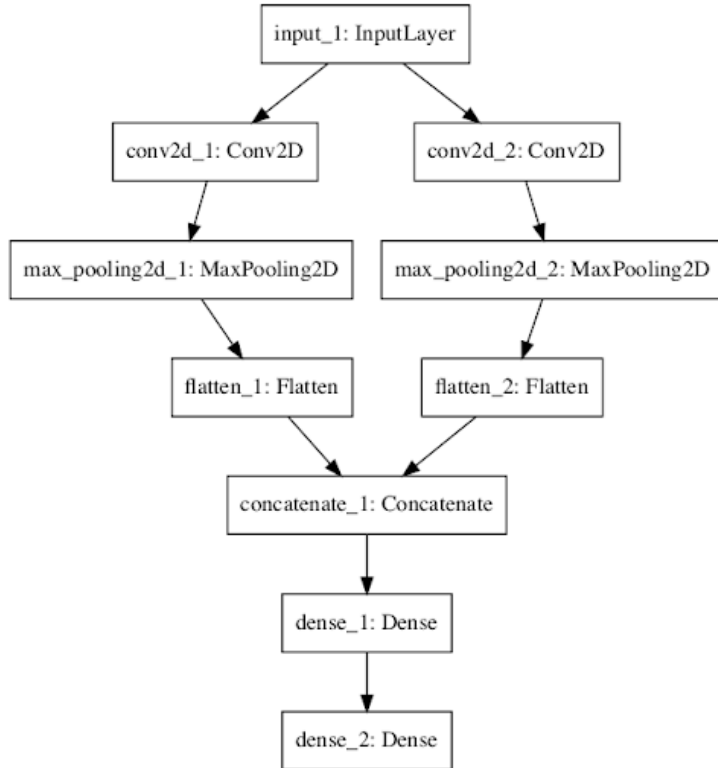 input_1: InputLayer
conv2d_1: Conv2D
conv2d_2: Conv2D
max_pooling2d_1: MaxPooling2D
max_pooling2d_2: MaxPooling2D
flatten_1: Flatten
flatten_2: Flatten
concatenate_1: Concatenate
dense_1: Dense
dense_2: Dense